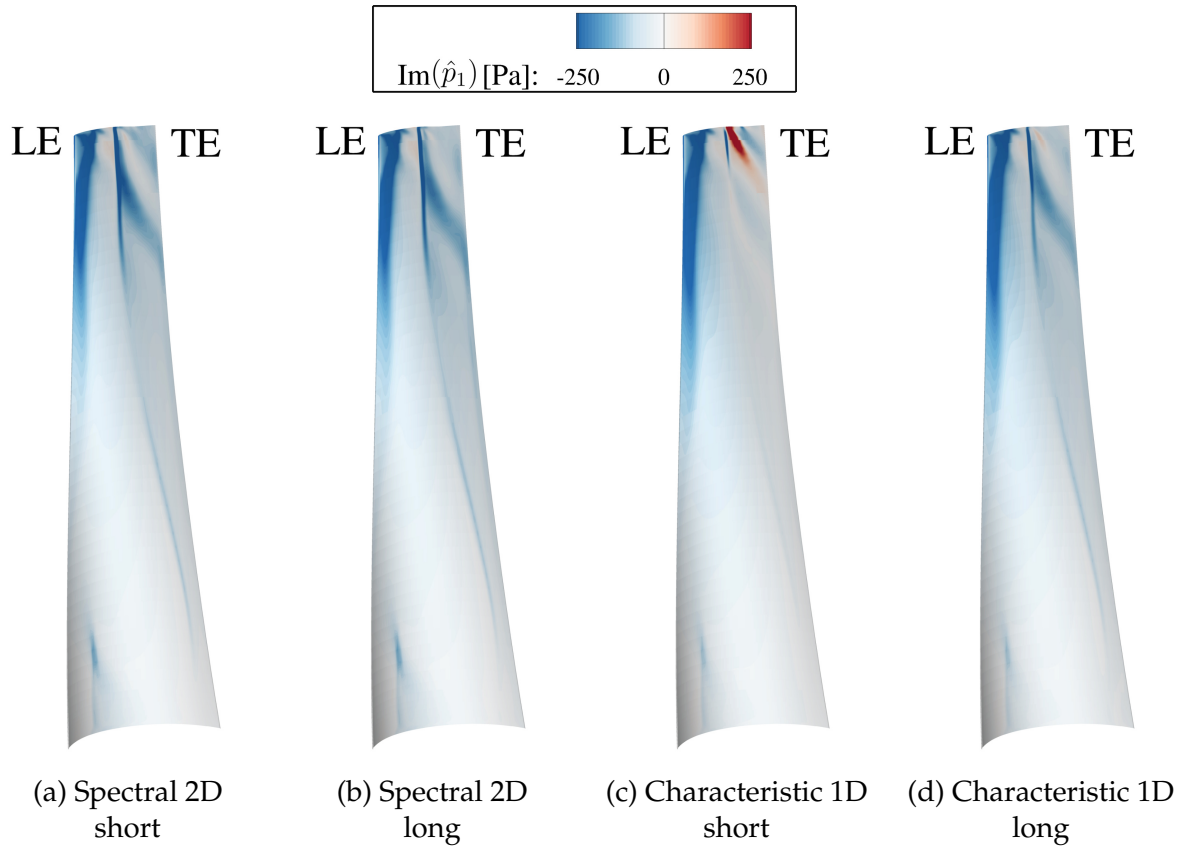 Im(p̂₁) [Pa]: -250 0 250
LE TE LE TE LE TE LE TE
(a) Spectral 2D
short
(b) Spectral 2D
long
(c) Characteristic 1D
short
(d) Characteristic 1D
long